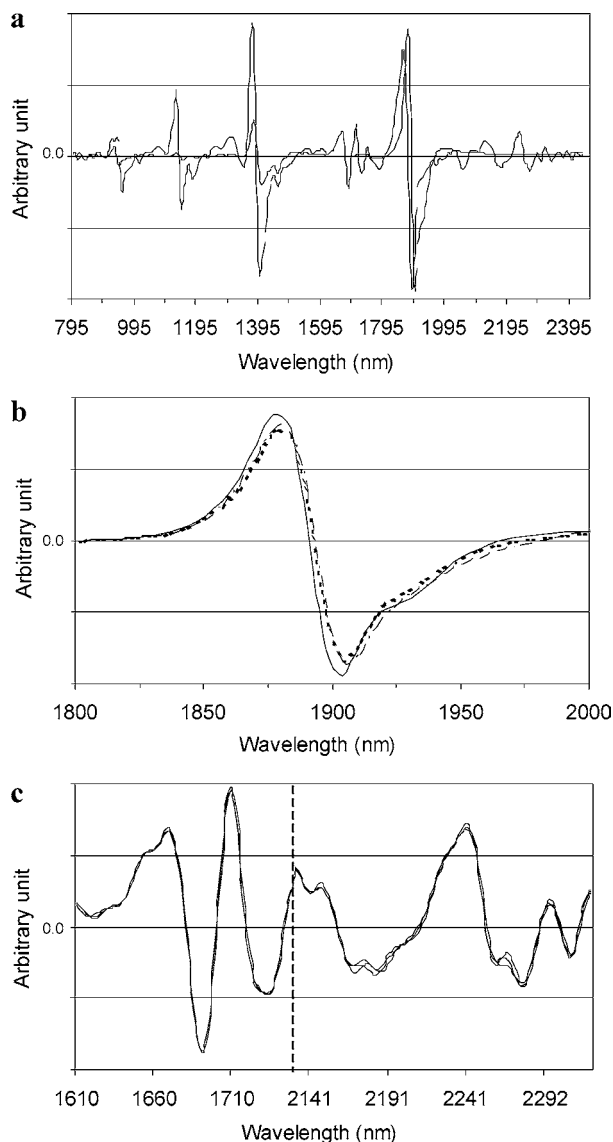 a
Arbitrary unit
0.0
795 995 1195 1395 1595 1795 1995 2195 2395
Wavelength (nm)
b
Arbitrary unit
0.0
1800 1850 1900 1950 2000
Wavelength (nm)
c
Arbitrary unit
0.0
1610 1660 1710 2141 2191 2241 2292
Wavelength (nm)